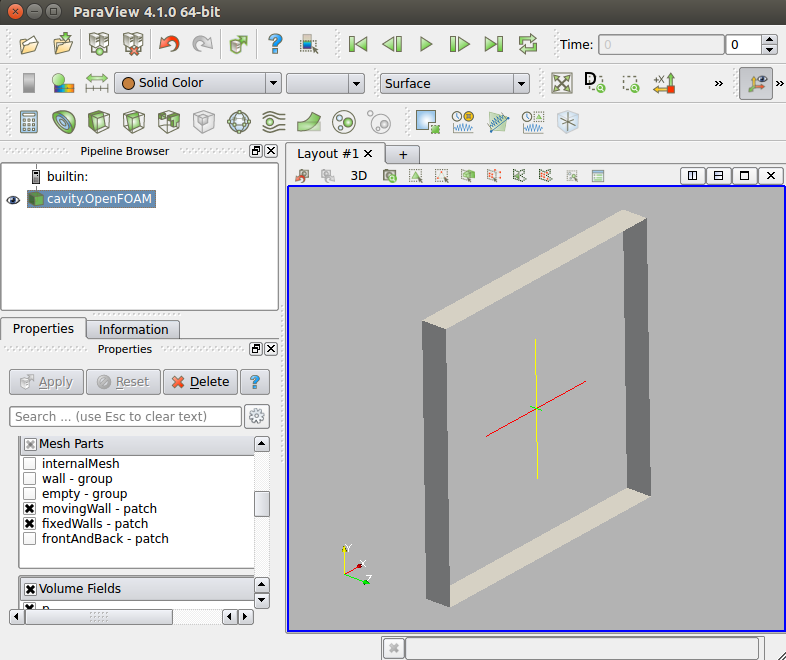 ParaView 4.1.0 64-bit
Time: 0 0
Solid Color Surface
Pipeline Browser
Layout #1
builtin:
cavity.OpenFOAM
3D
Properties Information
Properties
Apply Reset Delete ?
Search ... (use Esc to clear text)
Mesh Parts
internalMesh
wall - group
empty - group
movingWall - patch
fixedWalls - patch
frontAndBack - patch
Volume Fields
p
Y
X
Z